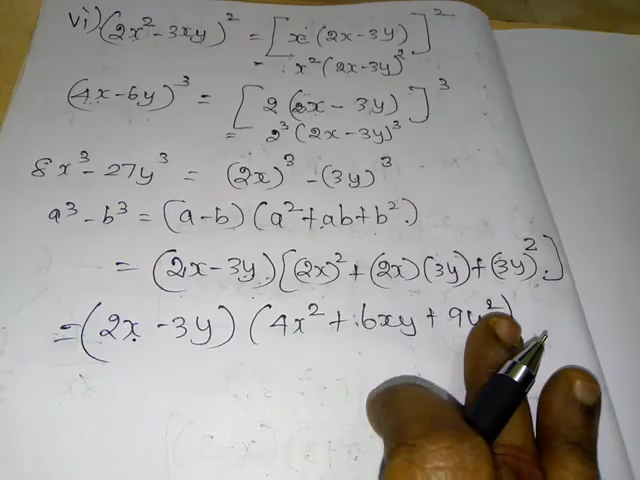 vi) (2x² - 3xy)² = [x (2x - 3y)]²
= x² (2x - 3y)²
(4x - 6y)³ = [2 (2x - 3y)]³
= 2³ (2x - 3y)³
8x³ - 27y³ = (2x)³ - (3y)³
a³ - b³ = (a - b) (a² + ab + b²)
= (2x - 3y) [(2x)² + (2x) (3y) + (3y)²]
= (2x - 3y) (4x² + 6xy + 9y²)